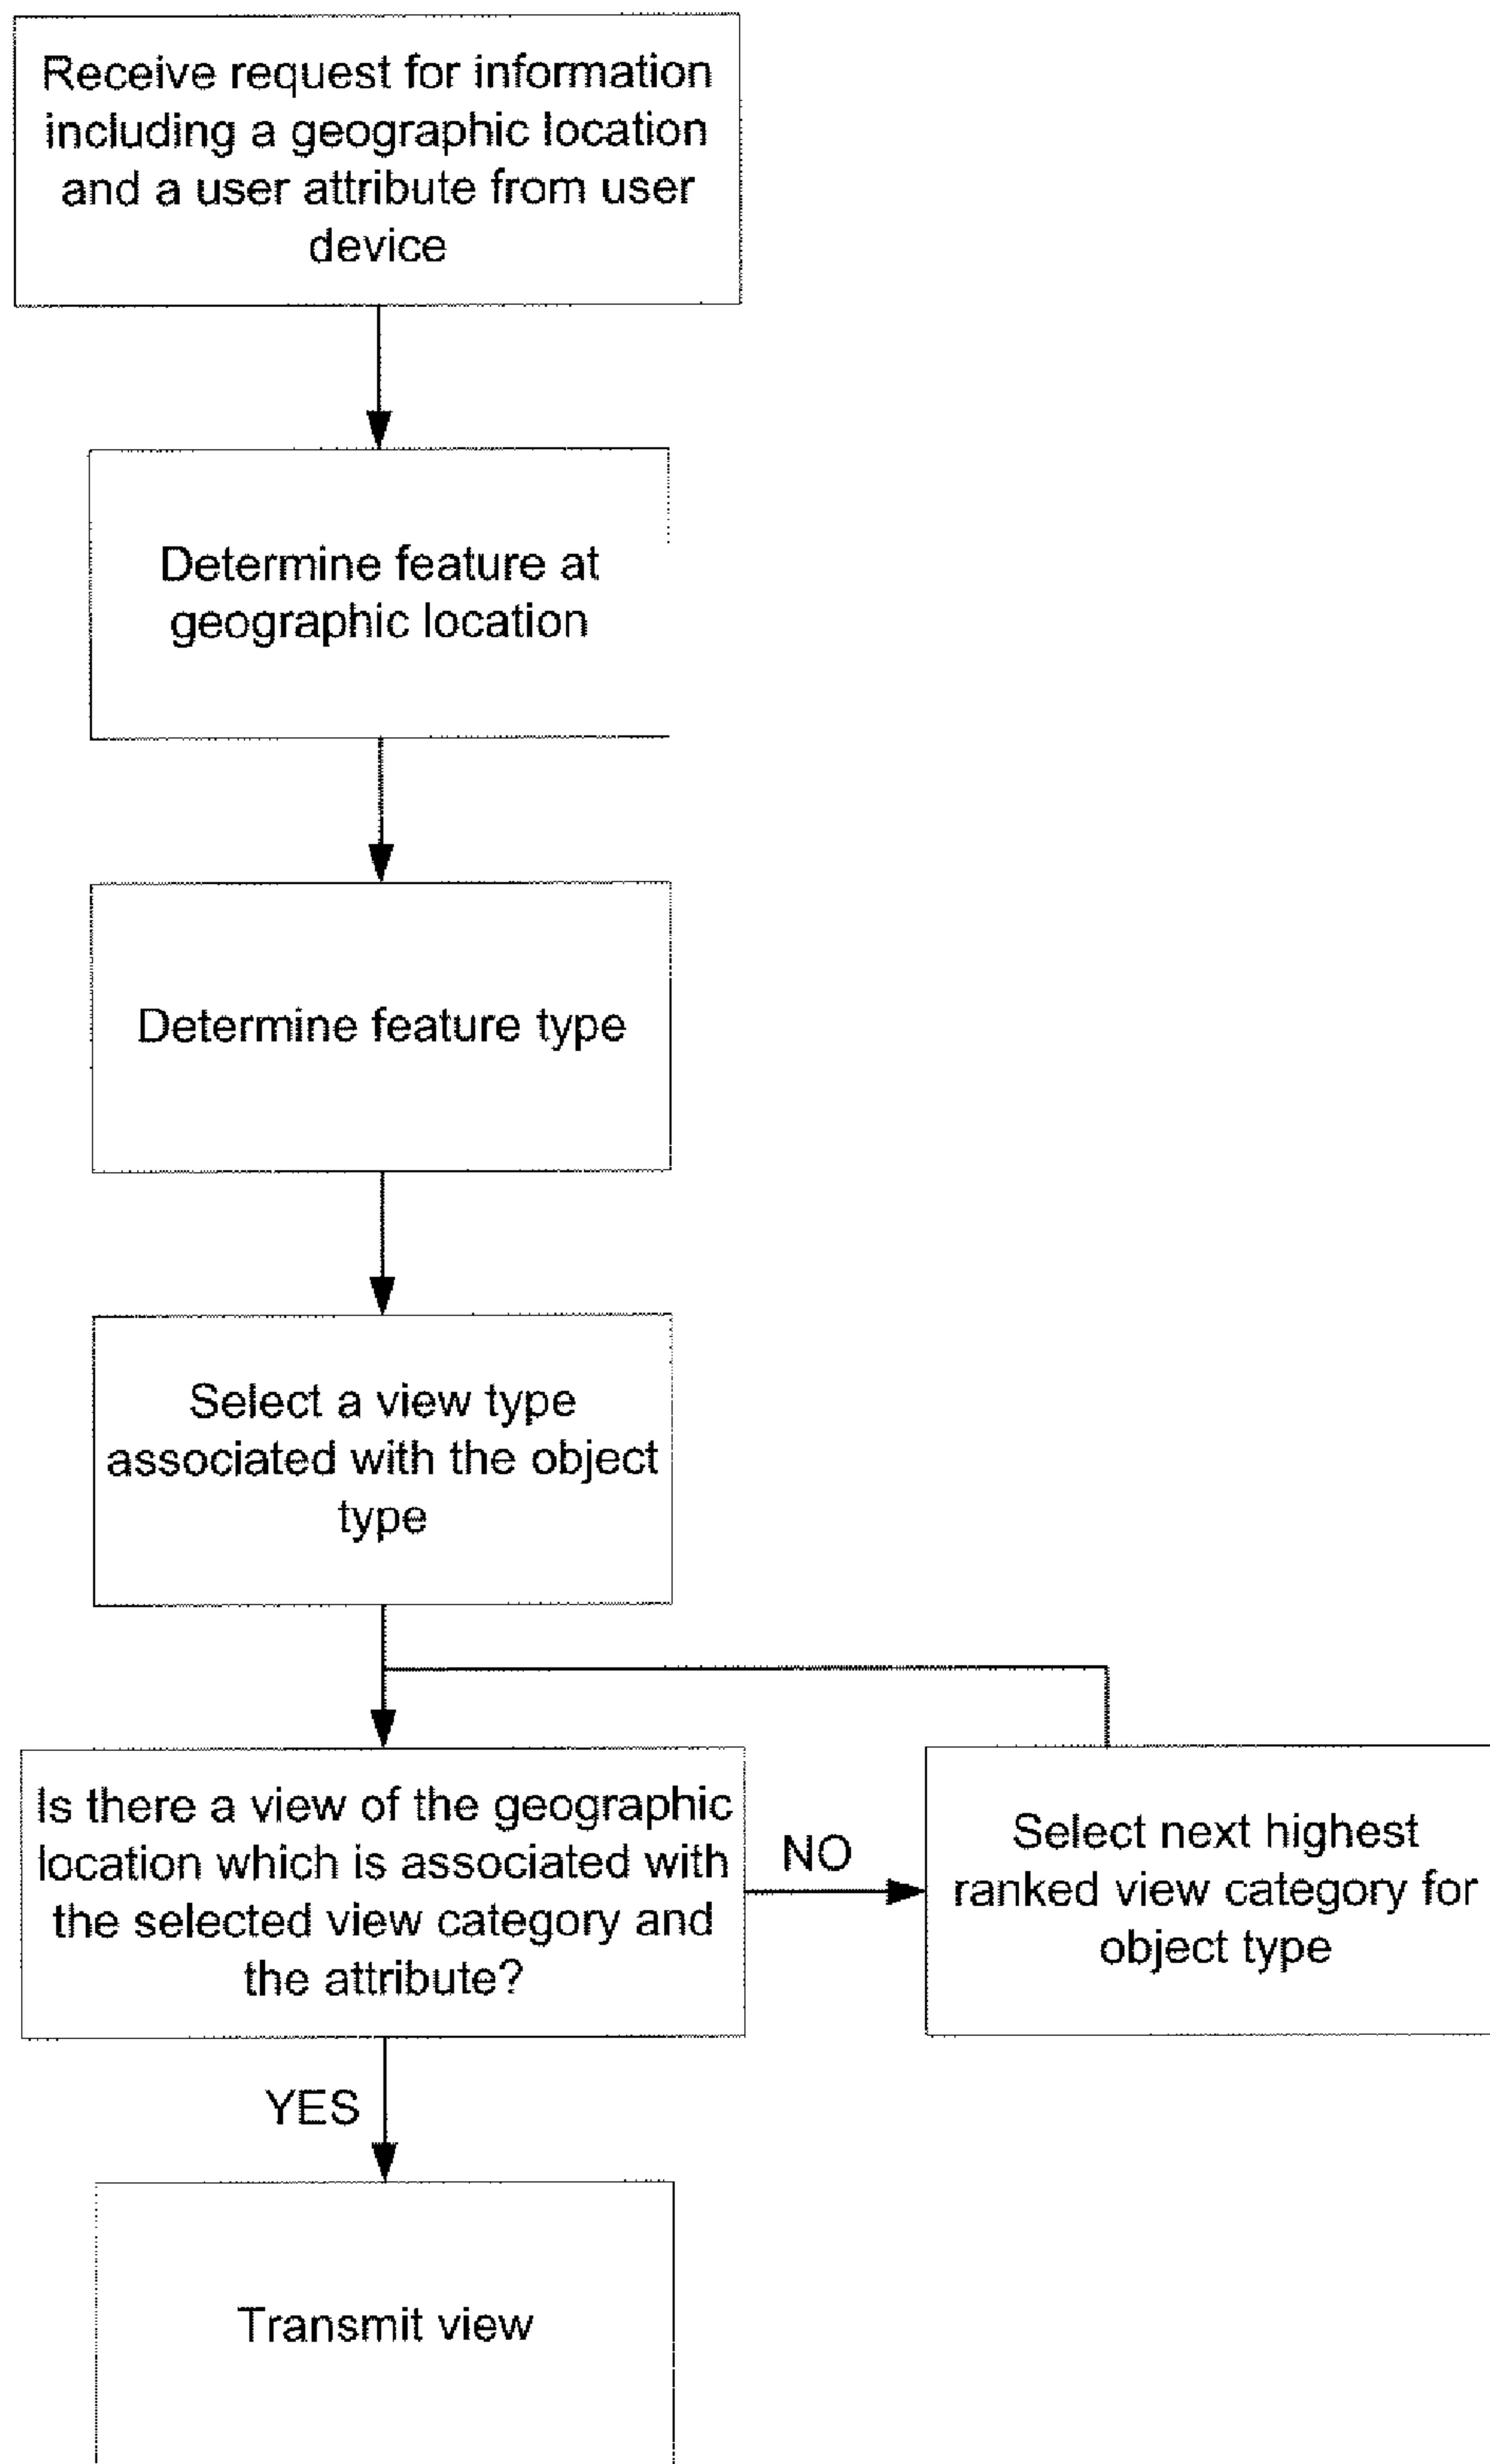 Receive request for information
including a geographic location
and a user attribute from user
device
Determine feature at
geographic location
Determine feature type
Select a view type
associated with the object
type
Is there a view of the geographic
location which is associated with
the selected view category and
the attribute?
NO
Select next highest
ranked view category for
object type
YES
Transmit view